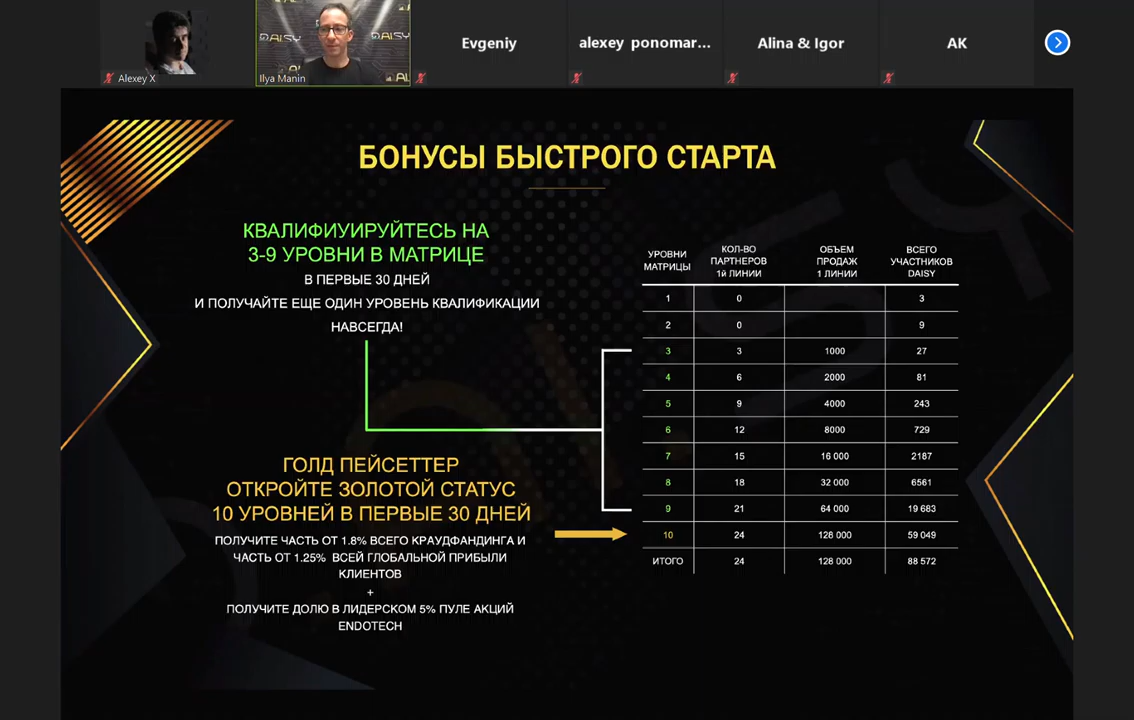 Alexey X
DAISY
DAISY
Ilya Manin
Evgeniy
alexey ponomar...
Alina & Igor
AK
БОНУСЫ БЫСТРОГО СТАРТА
КВАЛИФИУИРУЙТЕСЬ НА
3-9 УРОВНИ В МАТРИЦЕ
В ПЕРВЫЕ 30 ДНЕЙ
И ПОЛУЧАЙТЕ ЕЩЕ ОДИН УРОВЕНЬ КВАЛИФИКАЦИИ
НАВСЕГДА!
ГОЛД ПЕЙСЕТТЕР
ОТКРОЙТЕ ЗОЛОТОЙ СТАТУС
10 УРОВНЕЙ В ПЕРВЫЕ 30 ДНЕЙ
ПОЛУЧИТЕ ЧАСТЬ ОТ 1.8% ВСЕГО КРАУДФАНДИНГА И
ЧАСТЬ ОТ 1.25% ВСЕЙ ГЛОБАЛЬНОЙ ПРИБЫЛИ
КЛИЕНТОВ
+
ПОЛУЧИТЕ ДОЛЮ В ЛИДЕРСКОМ 5% ПУЛЕ АКЦИЙ
ENDOTECH
УРОВНИ МАТРИЦЫ КОЛ-ВО ПАРТНЕРОВ 1й ЛИНИИ ОБЪЕМ ПРОДАЖ 1 ЛИНИИ ВСЕГО УЧАСТНИКОВ DAISY
1 0 3
2 0 9
3 3 1000 27
4 6 2000 81
5 9 4000 243
6 12 8000 729
7 15 16 000 2187
8 18 32 000 6561
9 21 64 000 19 683
10 24 128 000 59 049
ИТОГО 24 128 000 88 572